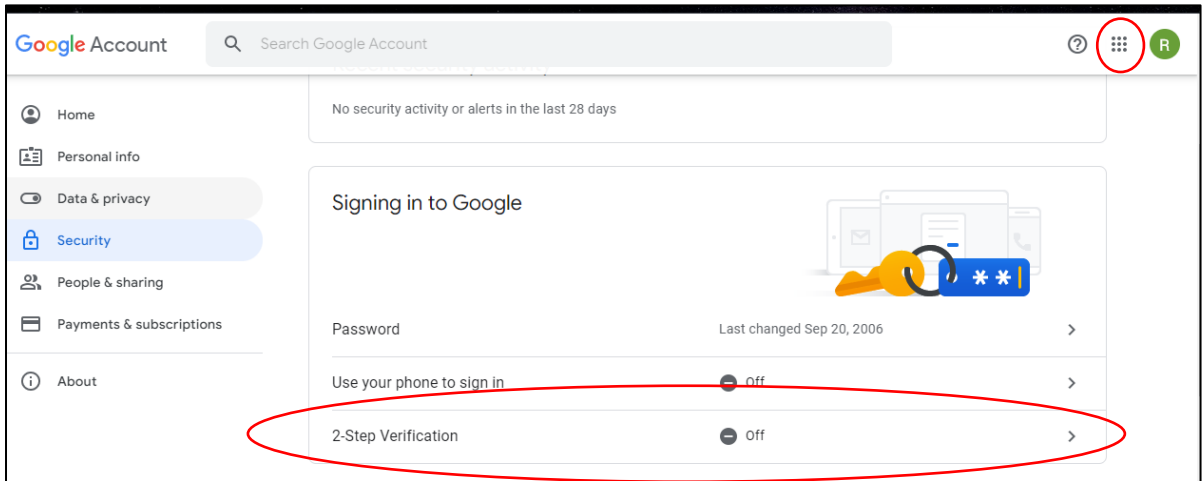 Google Account
Search Google Account
R
No security activity or alerts in the last 28 days
Home
Personal info
Data & privacy
Security
People & sharing
Payments & subscriptions
About
Signing in to Google
**
Password Last changed Sep 20, 2006
Use your phone to sign in Off
2-Step Verification Off